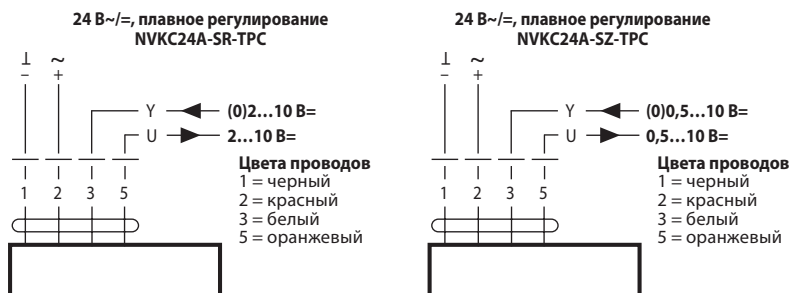 24 В~/=, плавное регулирование
NVKC24A-SR-TPC
⊥ ~
– +
Y (0)2…10 В=
U 2…10 В=
Цвета проводов
1 = черный
2 = красный
3 = белый
5 = оранжевый
1 2 3 5
24 В~/=, плавное регулирование
NVKC24A-SZ-TPC
⊥ ~
– +
Y (0)0,5…10 В=
U 0,5…10 В=
Цвета проводов
1 = черный
2 = красный
3 = белый
5 = оранжевый
1 2 3 5